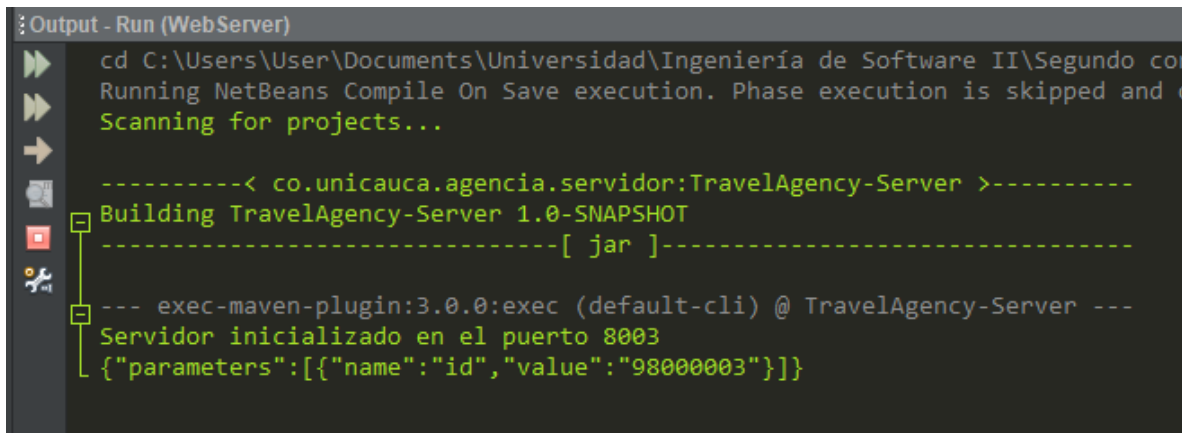 Output - Run (WebServer)
cd C:\Users\User\Documents\Universidad\Ingeniería de Software II\Segundo
Running NetBeans Compile On Save execution. Phase execution is skipped and
Scanning for projects...
----------< co.unicauca.agencia.servidor:TravelAgency-Server >----------
Building TravelAgency-Server 1.0-SNAPSHOT
--------------------------------[ jar ]---------------------------------
--- exec-maven-plugin:3.0.0:exec (default-cli) @ TravelAgency-Server ---
Servidor inicializado en el puerto 8003
{"parameters":[{"name":"id","value":"98000003"}]}